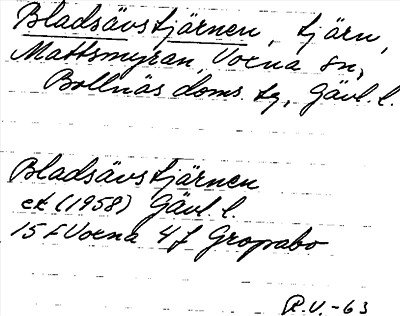 Bladsävstjärnen, tjärn,
Mattsmyran, Voxna sn,
Bollnäs doms. tg, Gävl. l.
Bladsävstjärnen
ek (1958) Gävl l.
15 F Voxna 4 f Gropabo
R.V. -63